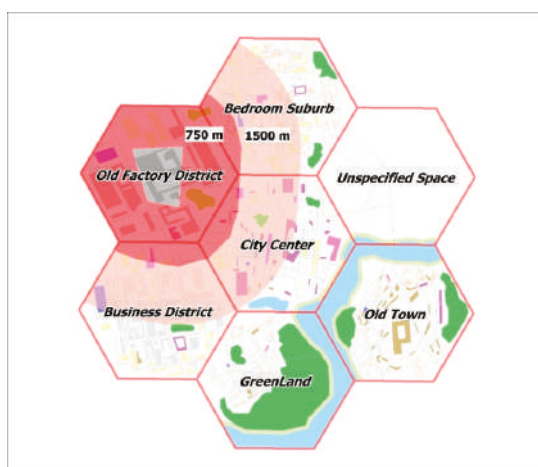 Bedroom Suburb
750 m
1500 m
Old Factory District
Unspecified Space
City Center
Business District
Old Town
GreenLand